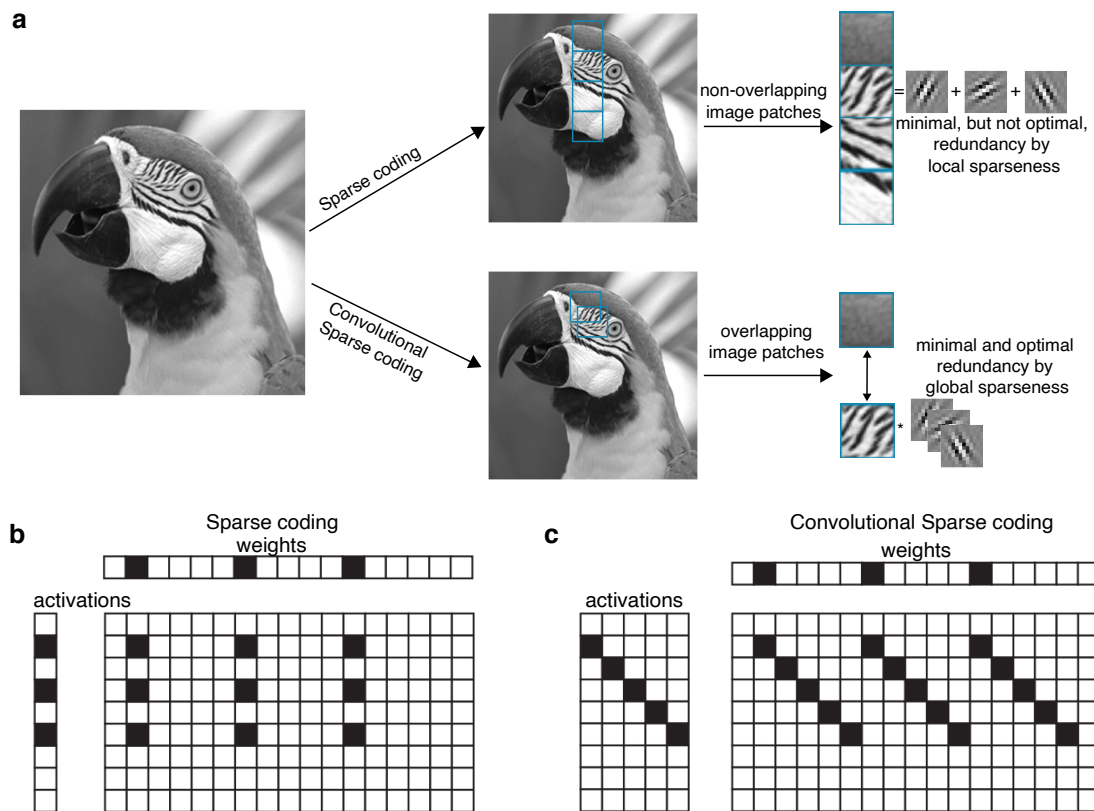 a
Sparse coding
Convolutional
Sparse coding
non-overlapping
image patches
= + +
minimal, but not optimal,
redundancy by
local sparseness
overlapping
image patches
minimal and optimal
redundancy by
global sparseness
*
b
Sparse coding
weights
activations
c
Convolutional Sparse coding
weights
activations